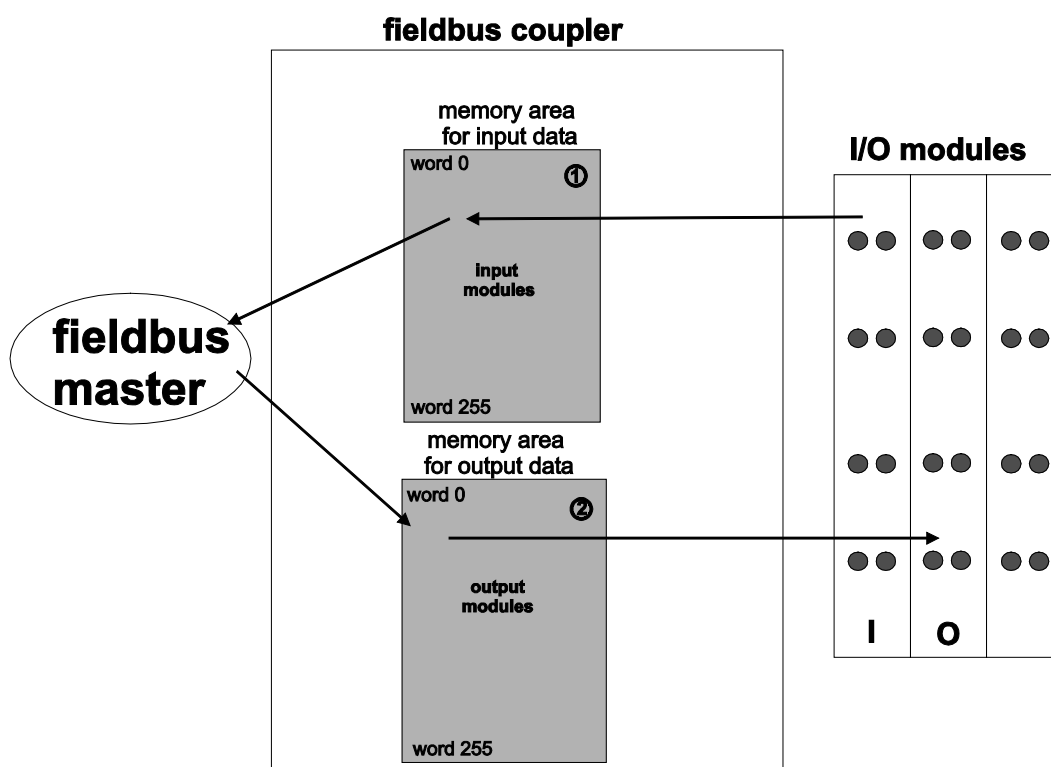 fieldbus coupler
memory area
for input data
word 0
①
input
modules
word 255
I/O modules
fieldbus
master
memory area
for output data
word 0
②
output
modules
word 255
I
O